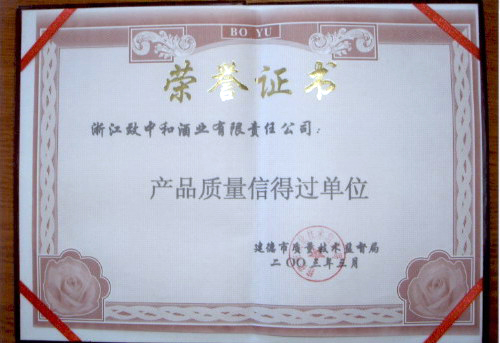 BO YU
荣誉证书
浙江致中和酒业有限责任公司：
产品质量信得过单位
建德市质量技术监督局
二〇〇三年三月